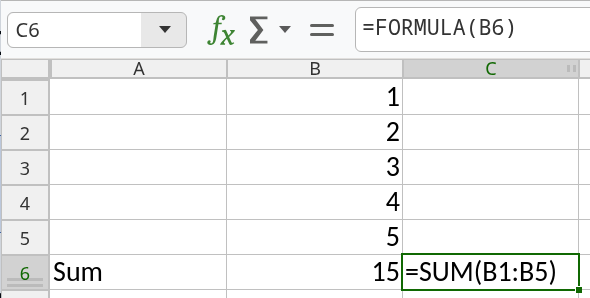 C6 fx Σ = =FORMULA(B6)
A B C
1 1
2 2
3 3
4 4
5 5
6 Sum 15 =SUM(B1:B5)